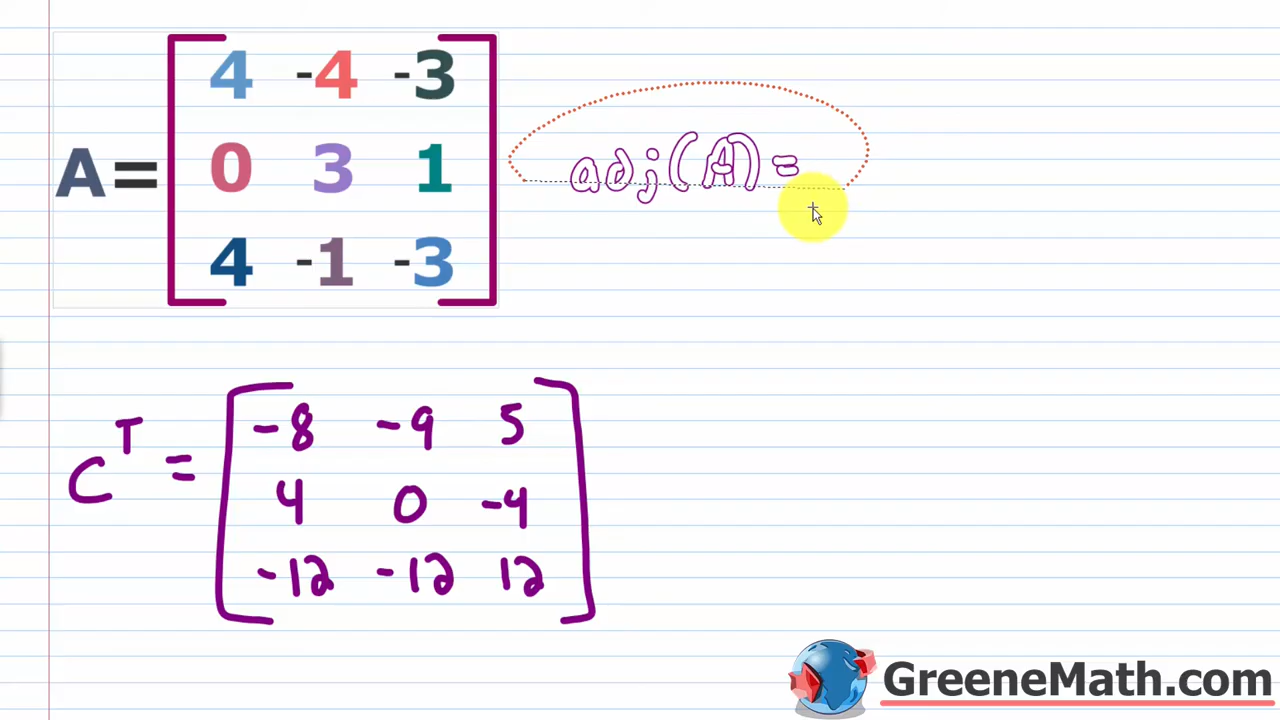 A = [4 -4 -3
0 3 1
4 -1 -3]
adj(A) =
C^T = [-8 -9 5
4 0 -4
-12 -12 12]
GreeneMath.com